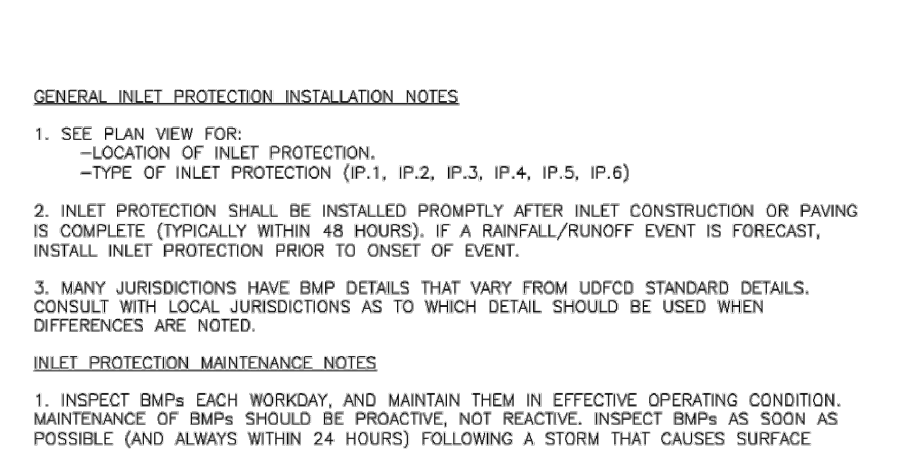 GENERAL INLET PROTECTION INSTALLATION NOTES
1. SEE PLAN VIEW FOR:
-LOCATION OF INLET PROTECTION.
-TYPE OF INLET PROTECTION (IP.1, IP.2, IP.3, IP.4, IP.5, IP.6)
2. INLET PROTECTION SHALL BE INSTALLED PROMPTLY AFTER INLET CONSTRUCTION OR PAVING
IS COMPLETE (TYPICALLY WITHIN 48 HOURS). IF A RAINFALL/RUNOFF EVENT IS FORECAST,
INSTALL INLET PROTECTION PRIOR TO ONSET OF EVENT.
3. MANY JURISDICTIONS HAVE BMP DETAILS THAT VARY FROM UDFCD STANDARD DETAILS.
CONSULT WITH LOCAL JURISDICTIONS AS TO WHICH DETAIL SHOULD BE USED WHEN
DIFFERENCES ARE NOTED.
INLET PROTECTION MAINTENANCE NOTES
1. INSPECT BMPs EACH WORKDAY, AND MAINTAIN THEM IN EFFECTIVE OPERATING CONDITION.
MAINTENANCE OF BMPs SHOULD BE PROACTIVE, NOT REACTIVE. INSPECT BMPs AS SOON AS
POSSIBLE (AND ALWAYS WITHIN 24 HOURS) FOLLOWING A STORM THAT CAUSES SURFACE